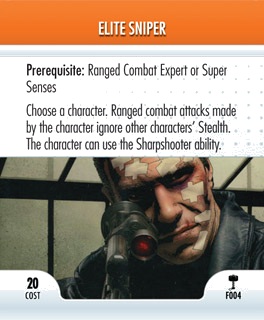 ELITE SNIPER
Prerequisite: Ranged Combat Expert or Super
Senses
Choose a character. Ranged combat attacks made
by the character ignore other characters' Stealth.
The character can use the Sharpshooter ability.
20
COST
F004